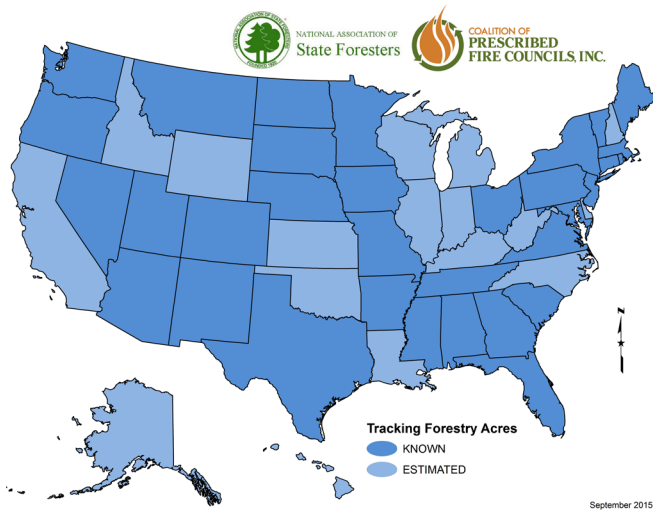 NATIONAL ASSOCIATION OF
State Foresters
COALITION OF
PRESCRIBED
FIRE COUNCILS, INC.
N
Tracking Forestry Acres
KNOWN
ESTIMATED
September 2015